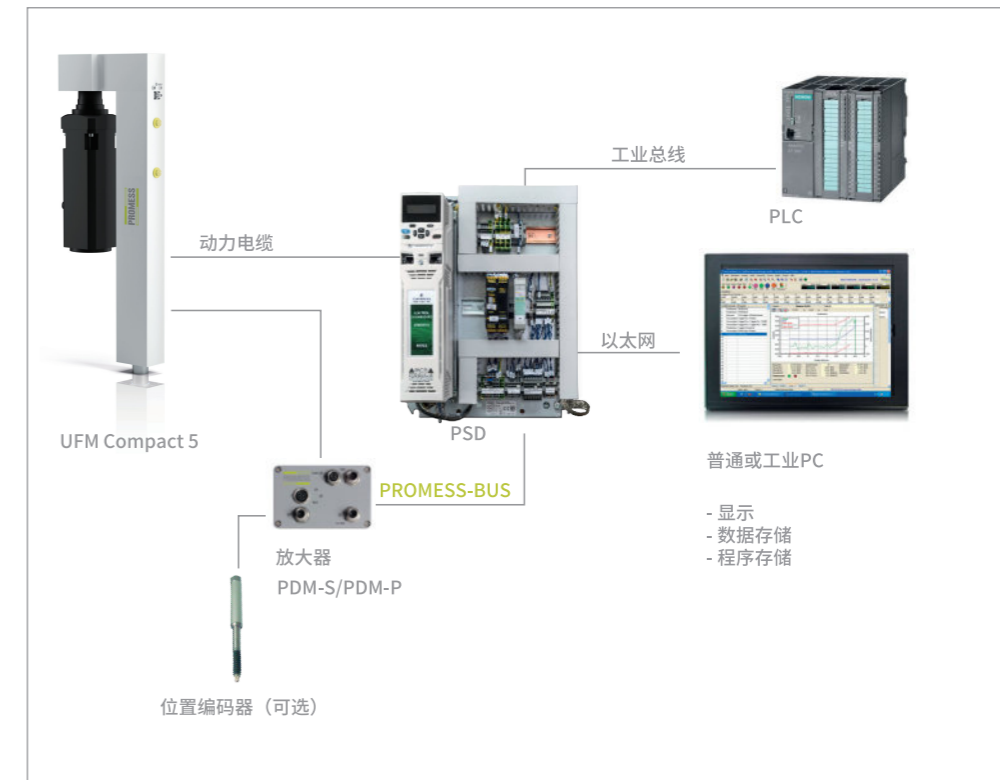 PROMESS
SIEMENS
工业总线
PLC
动力电缆
以太网
PSD
UFM Compact 5
普通或工业PC
PROMESS-BUS
- 显示
- 数据存储
- 程序存储
放大器
PDM-S/PDM-P
位置编码器（可选）